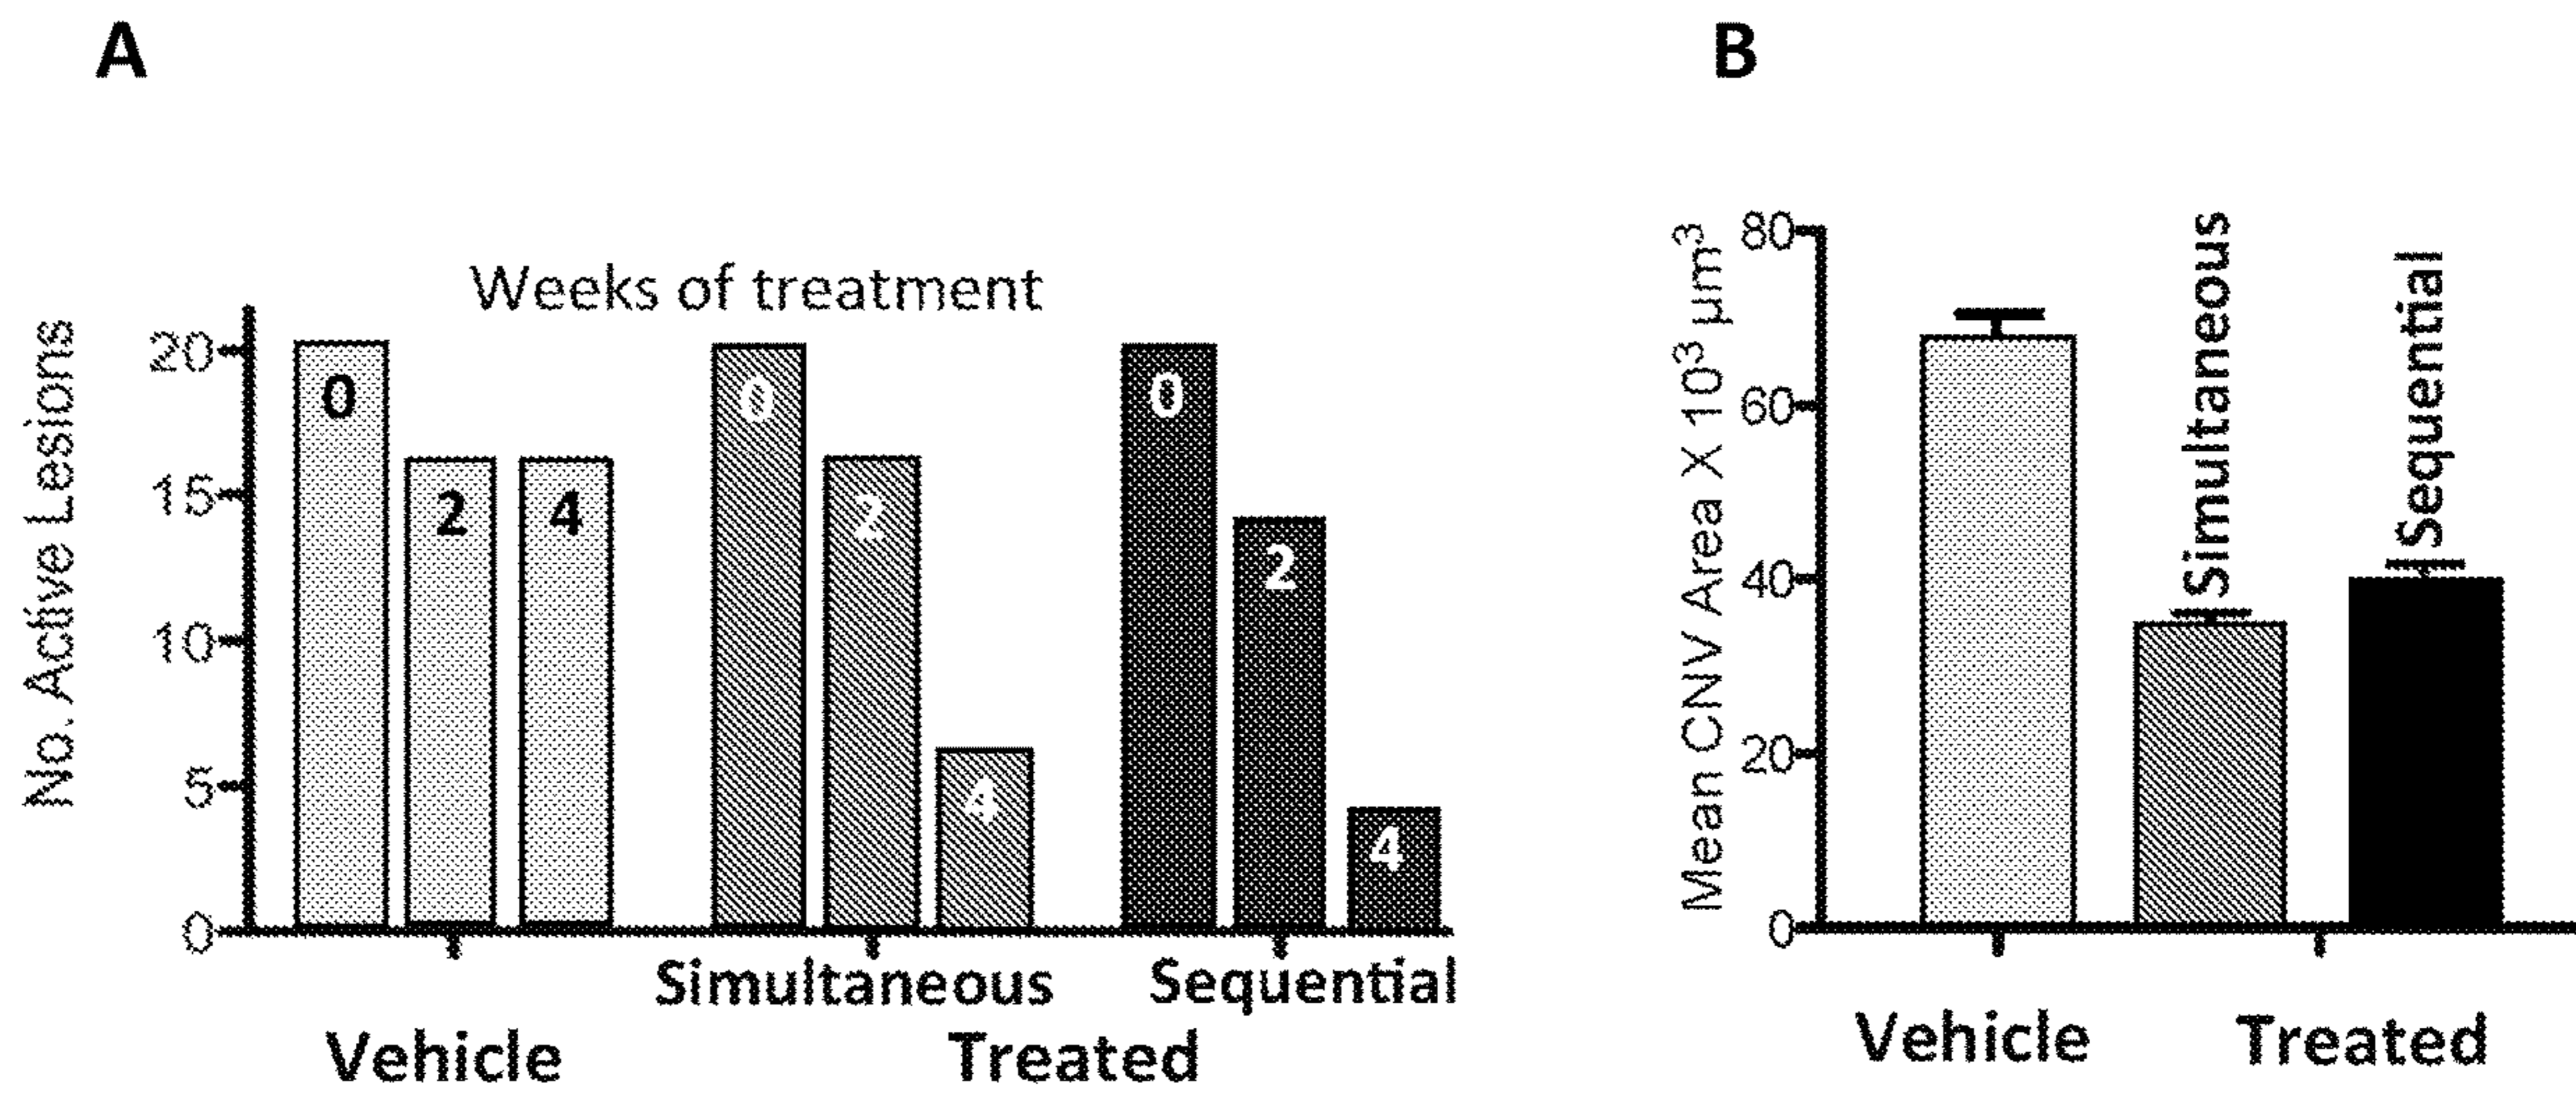 A
Weeks of treatment
No. Active Lesions
20
15
10
5
0
0
2
4
0
2
4
0
2
4
Simultaneous
Sequential
Vehicle
Treated
B
Mean CNV Area X 10³ µm³
80
60
40
20
0
Simultaneous
Sequential
Vehicle
Treated